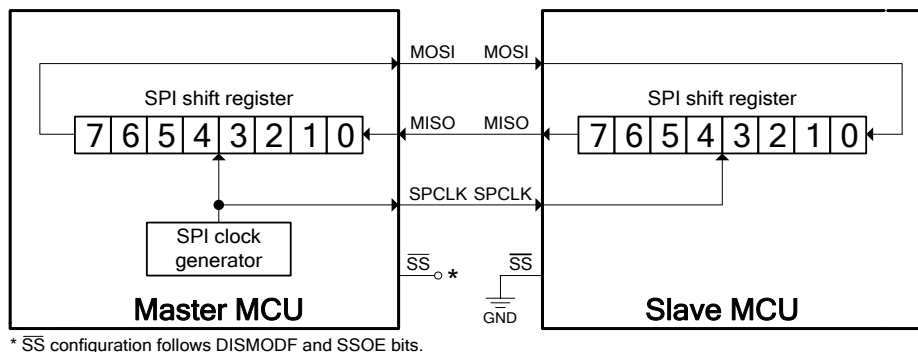 MOSI MOSI
SPI shift register SPI shift register
7 6 5 4 3 2 1 0 MISO MISO 7 6 5 4 3 2 1 0
SPCLK SPCLK
SPI clock
generator
SS * SS
GND
Master MCU Slave MCU
* SS configuration follows DISMODF and SSOE bits.